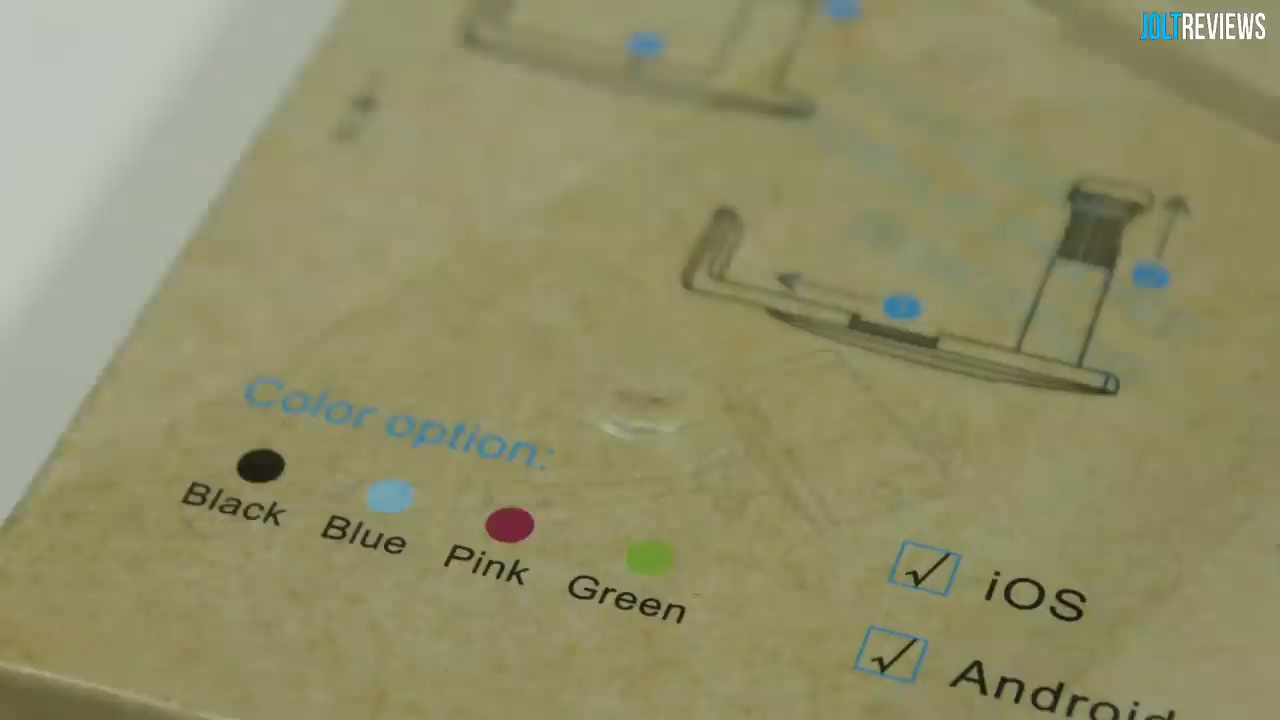 JOLTREVIEWS
Color option:
Black Blue Pink Green
iOS
Android